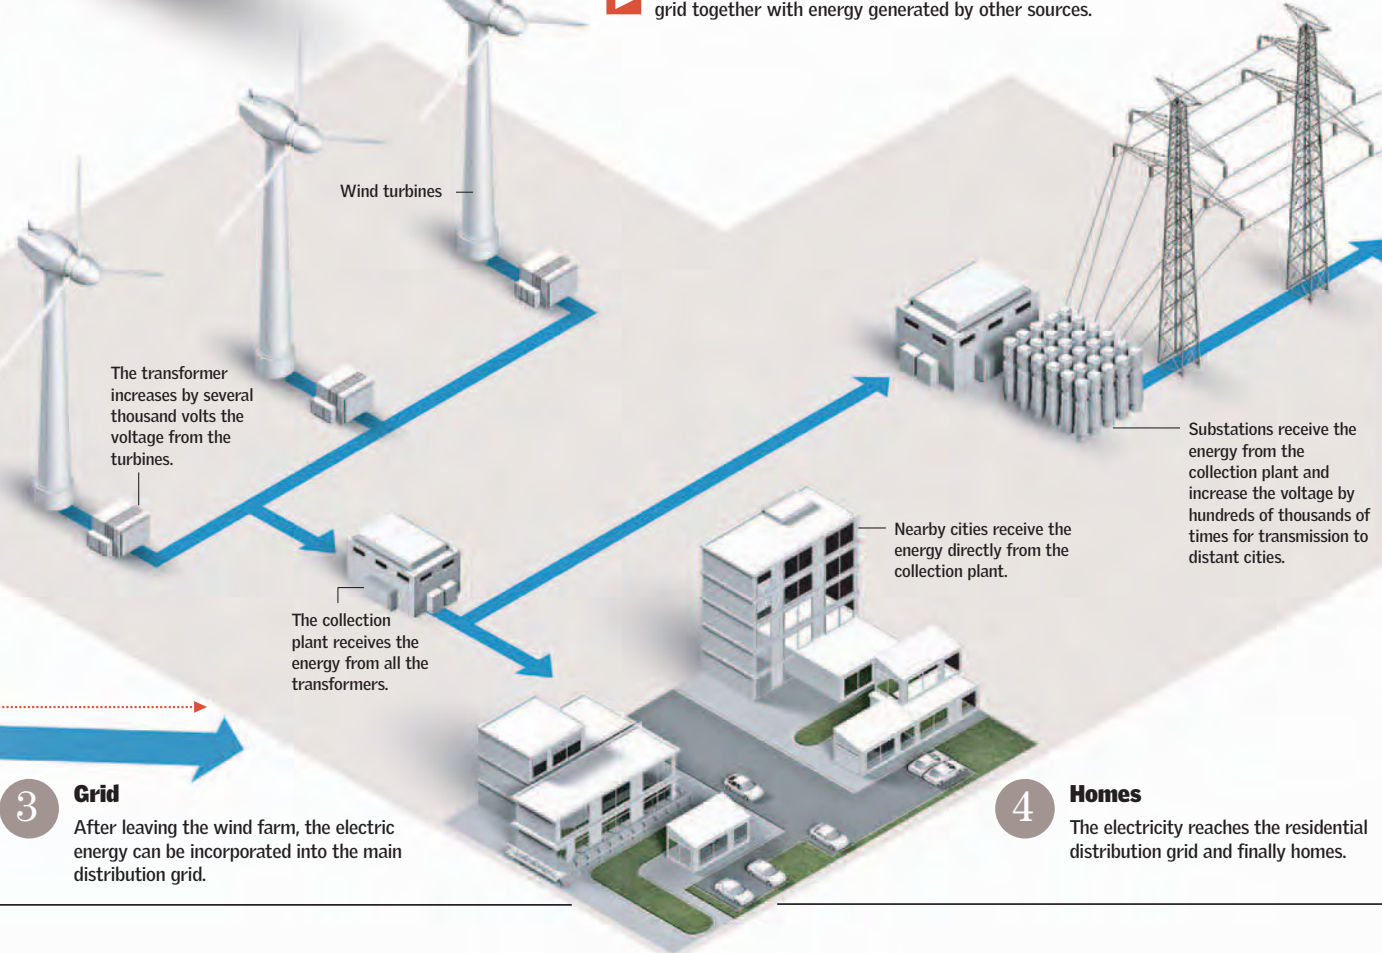 grid together with energy generated by other sources.
Wind turbines
The transformer
increases by several
thousand volts the
voltage from the
turbines.
Substations receive the
energy from the
collection plant and
increase the voltage by
hundreds of thousands of
times for transmission to
distant cities.
Nearby cities receive the
energy directly from the
collection plant.
The collection
plant receives the
energy from all the
transformers.
3
Grid
After leaving the wind farm, the electric
energy can be incorporated into the main
distribution grid.
4
Homes
The electricity reaches the residential
distribution grid and finally homes.